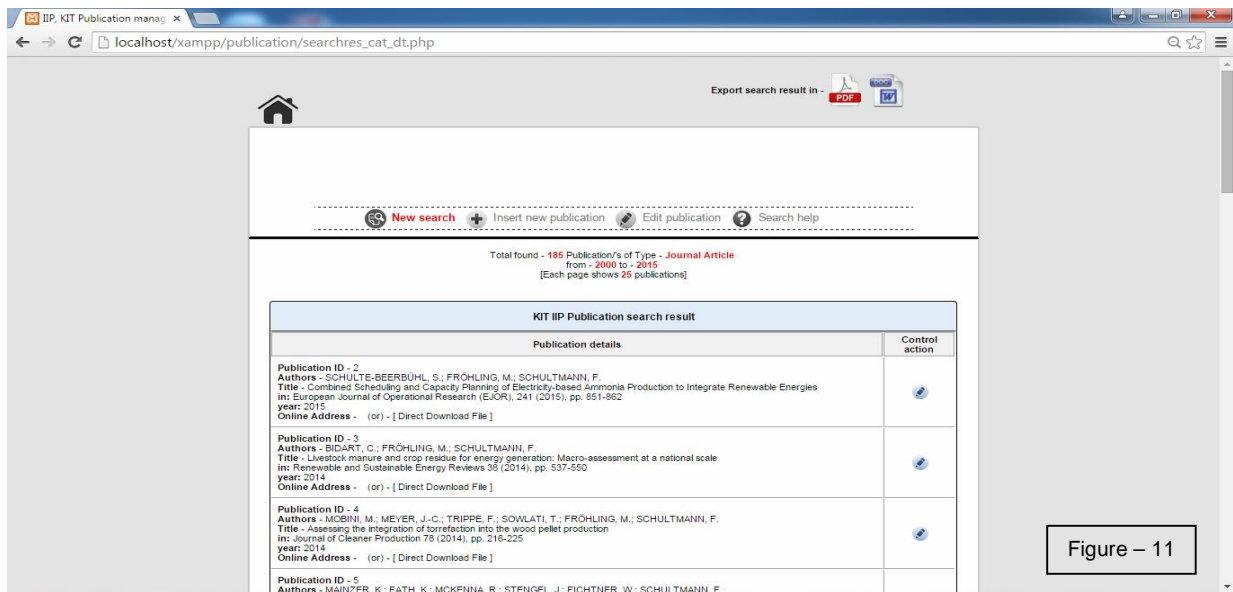 IIP, KIT Publication manag
localhost/xampp/publication/searchres_cat_dt.php
Export search result in -
PDF
DOC
W
New search
Insert new publication
Edit publication
Search help
Total found - 185 Publication/'s of Type - Journal Article
from - 2000 to - 2015
[Each page shows 25 publications]
KIT IIP Publication search result
Publication details
Control
action
Publication ID - 2
Authors - SCHULTE-BEERBÜHL, S.; FRÖHLING, M.; SCHULTMANN, F.
Title - Combined Scheduling and Capacity Planning of Electricity-based Ammonia Production to Integrate Renewable Energies
in: European Journal of Operational Research (EJOR), 241 (2015), pp. 851-862
year: 2015
Online Address - (or) - [ Direct Download File ]
Publication ID - 3
Authors - BIDART, C.; FRÖHLING, M.; SCHULTMANN, F.
Title - Livestock manure and crop residue for energy generation: Macro-assessment at a national scale
in: Renewable and Sustainable Energy Reviews 38 (2014), pp. 537-550
year: 2014
Online Address - (or) - [ Direct Download File ]
Publication ID - 4
Authors - MOBINI, M.; MEYER, J.-C.; TRIPPE, F.; SOWLATI, T.; FRÖHLING, M.; SCHULTMANN, F.
Title - Assessing the integration of torrefaction into the wood pellet production
in: Journal of Cleaner Production 78 (2014), pp. 216-225
year: 2014
Online Address - (or) - [ Direct Download File ]
Publication ID - 5
Authors - MAINZER, K.; FATH, K.; MCKENNA, R.; STENGEL, J.; FICHTNER, W.; SCHULTMANN, F.
Figure – 11